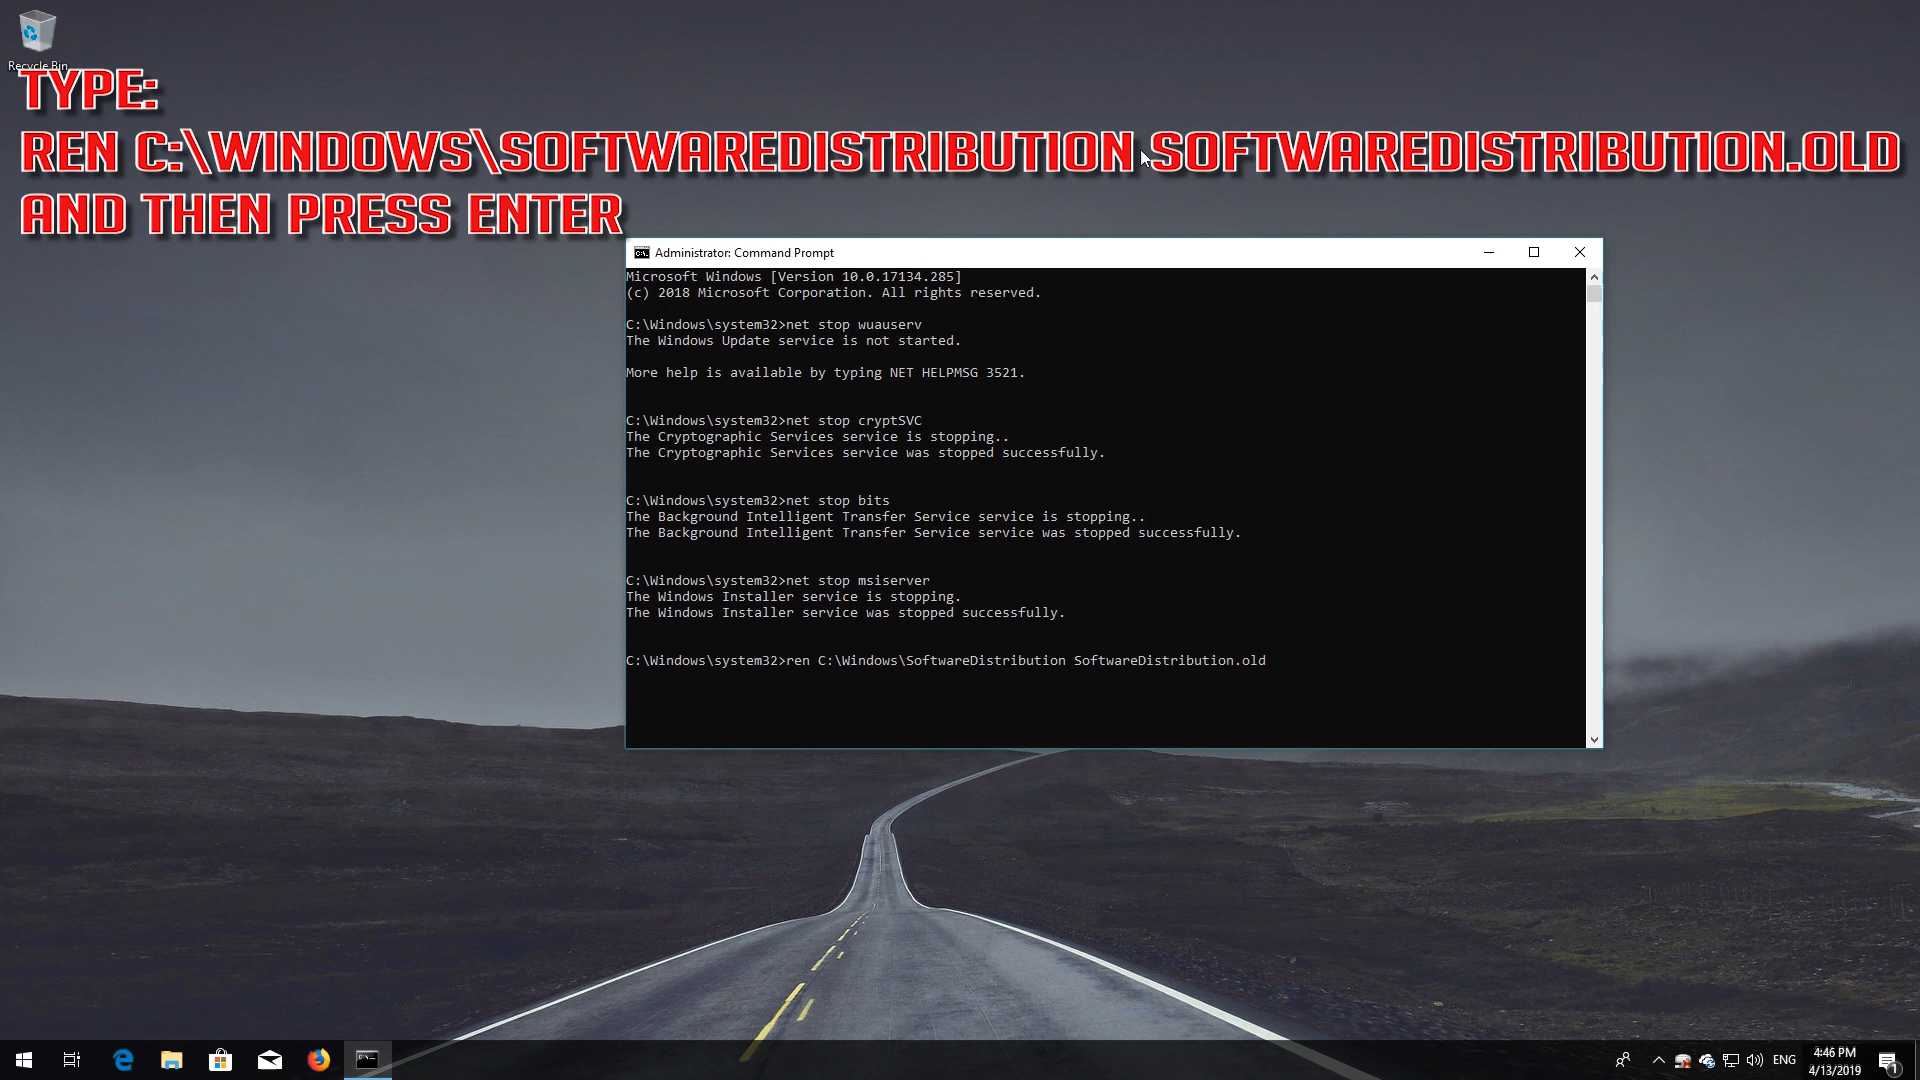 Recycle Bin
TYPE:
REN C:\WINDOWS\SOFTWAREDISTRIBUTION SOFTWAREDISTRIBUTION.OLD
AND THEN PRESS ENTER
Administrator: Command Prompt
Microsoft Windows [Version 10.0.17134.285]
(c) 2018 Microsoft Corporation. All rights reserved.
C:\Windows\system32>net stop wuauserv
The Windows Update service is not started.
More help is available by typing NET HELPMSG 3521.
C:\Windows\system32>net stop cryptSVC
The Cryptographic Services service is stopping..
The Cryptographic Services service was stopped successfully.
C:\Windows\system32>net stop bits
The Background Intelligent Transfer Service service is stopping..
The Background Intelligent Transfer Service service was stopped successfully.
C:\Windows\system32>net stop msiserver
The Windows Installer service is stopping.
The Windows Installer service was stopped successfully.
C:\Windows\system32>ren C:\Windows\SoftwareDistribution SoftwareDistribution.old
ENG
4:46 PM
4/13/2019
1